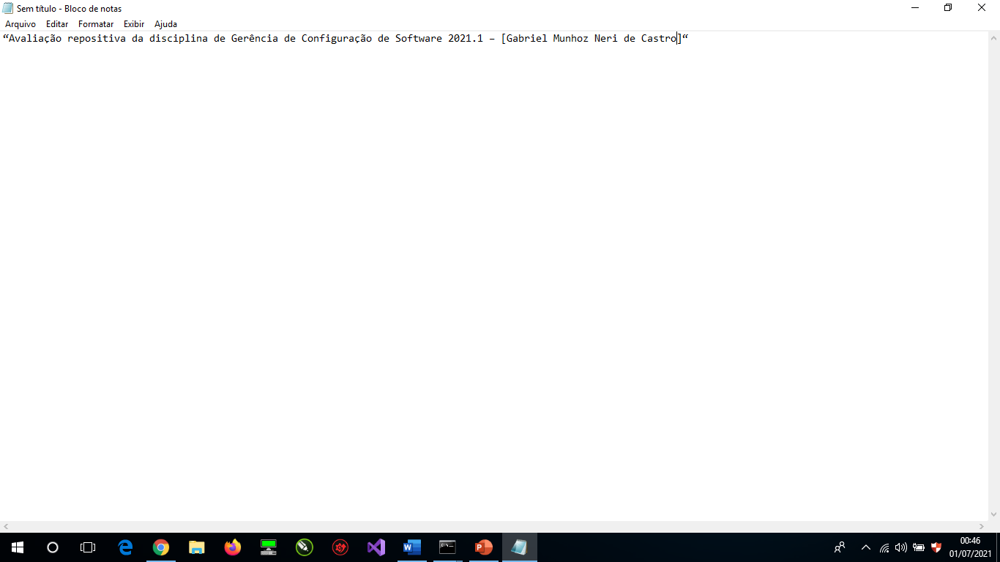 Sem título - Bloco de notas
Arquivo Editar Formatar Exibir Ajuda
“Avaliação repositiva da disciplina de Gerência de Configuração de Software 2021.1 – [Gabriel Munhoz Neri de Castro]“
00:46
01/07/2021